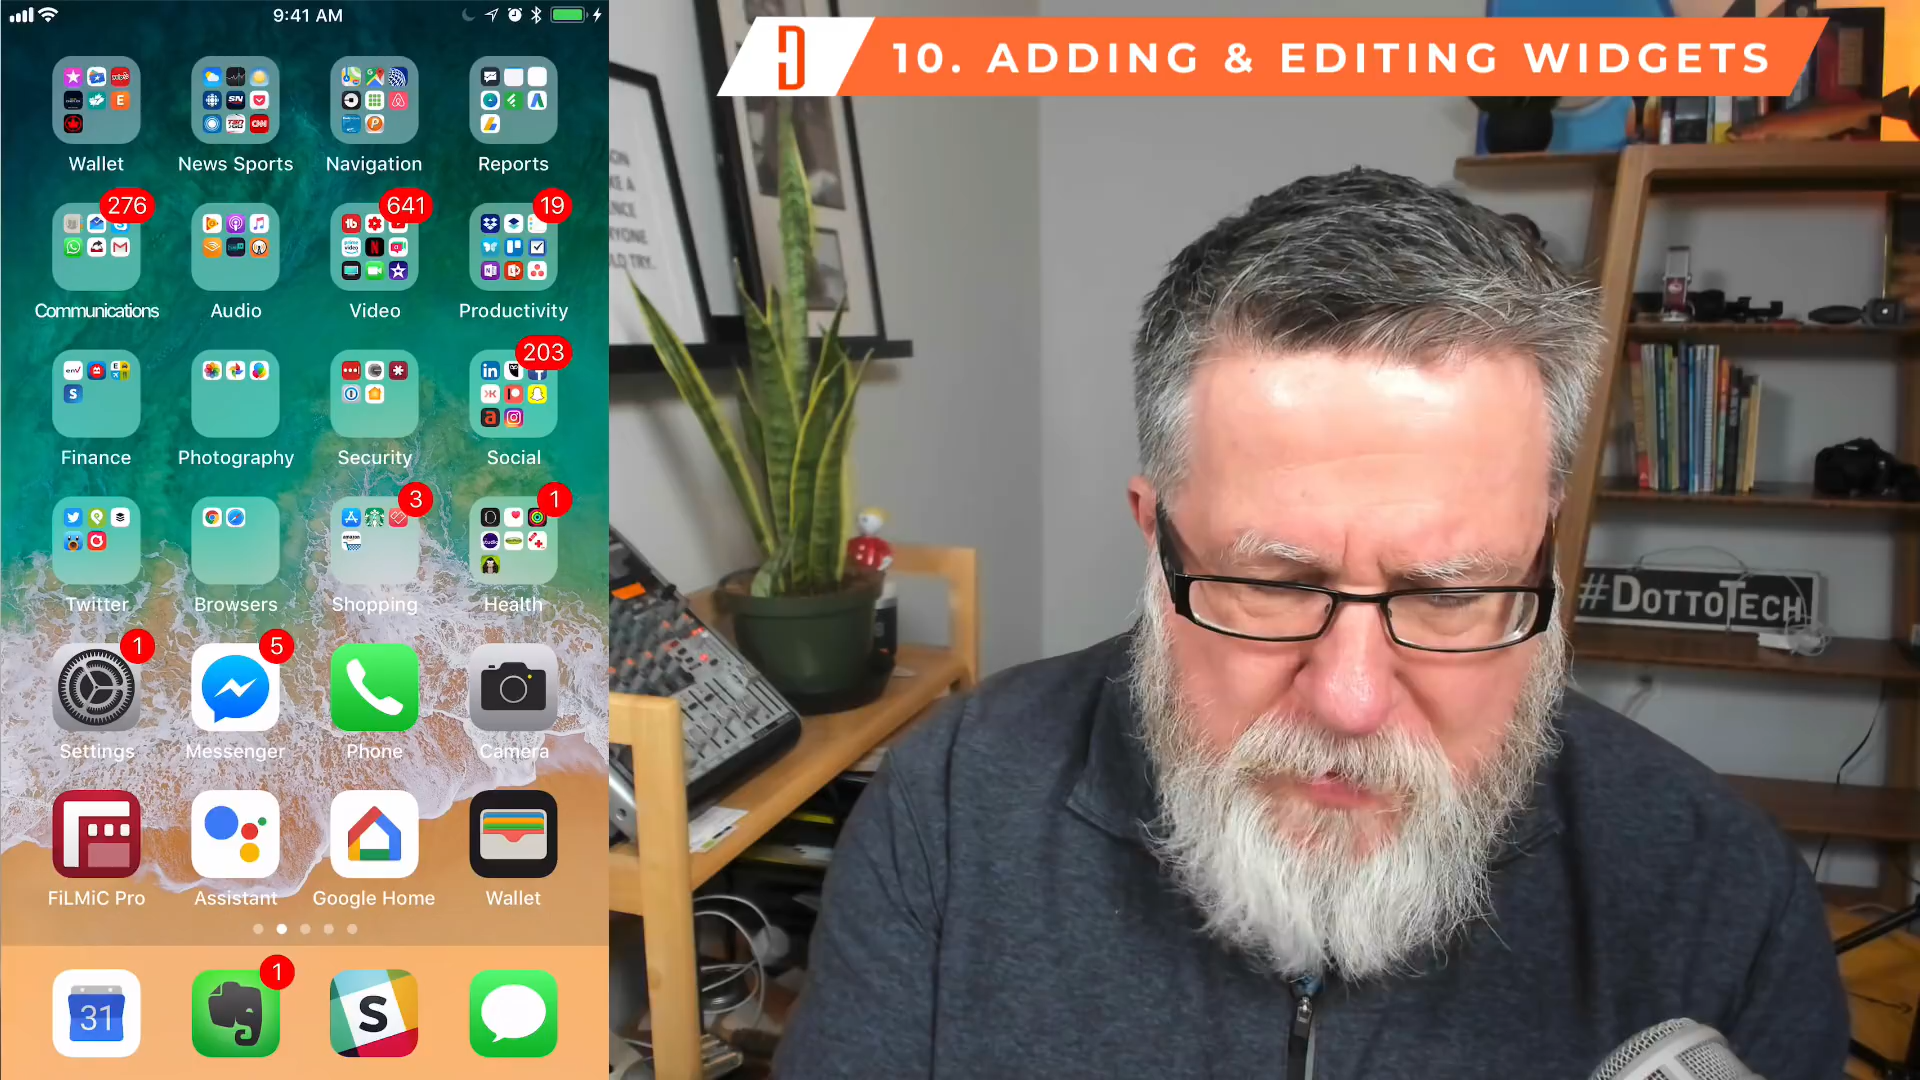 9:41 AM
10. ADDING & EDITING WIDGETS
Wallet
News Sports
Navigation
Reports
276
641
19
Communications
Audio
Video
Productivity
203
Finance
Photography
Security
Social
3
1
Twitter
Browsers
Shopping
Health
1
5
Settings
Messenger
Phone
Camera
FiLMiC Pro
Assistant
Google Home
Wallet
31
1
S
#DOTTOTECH